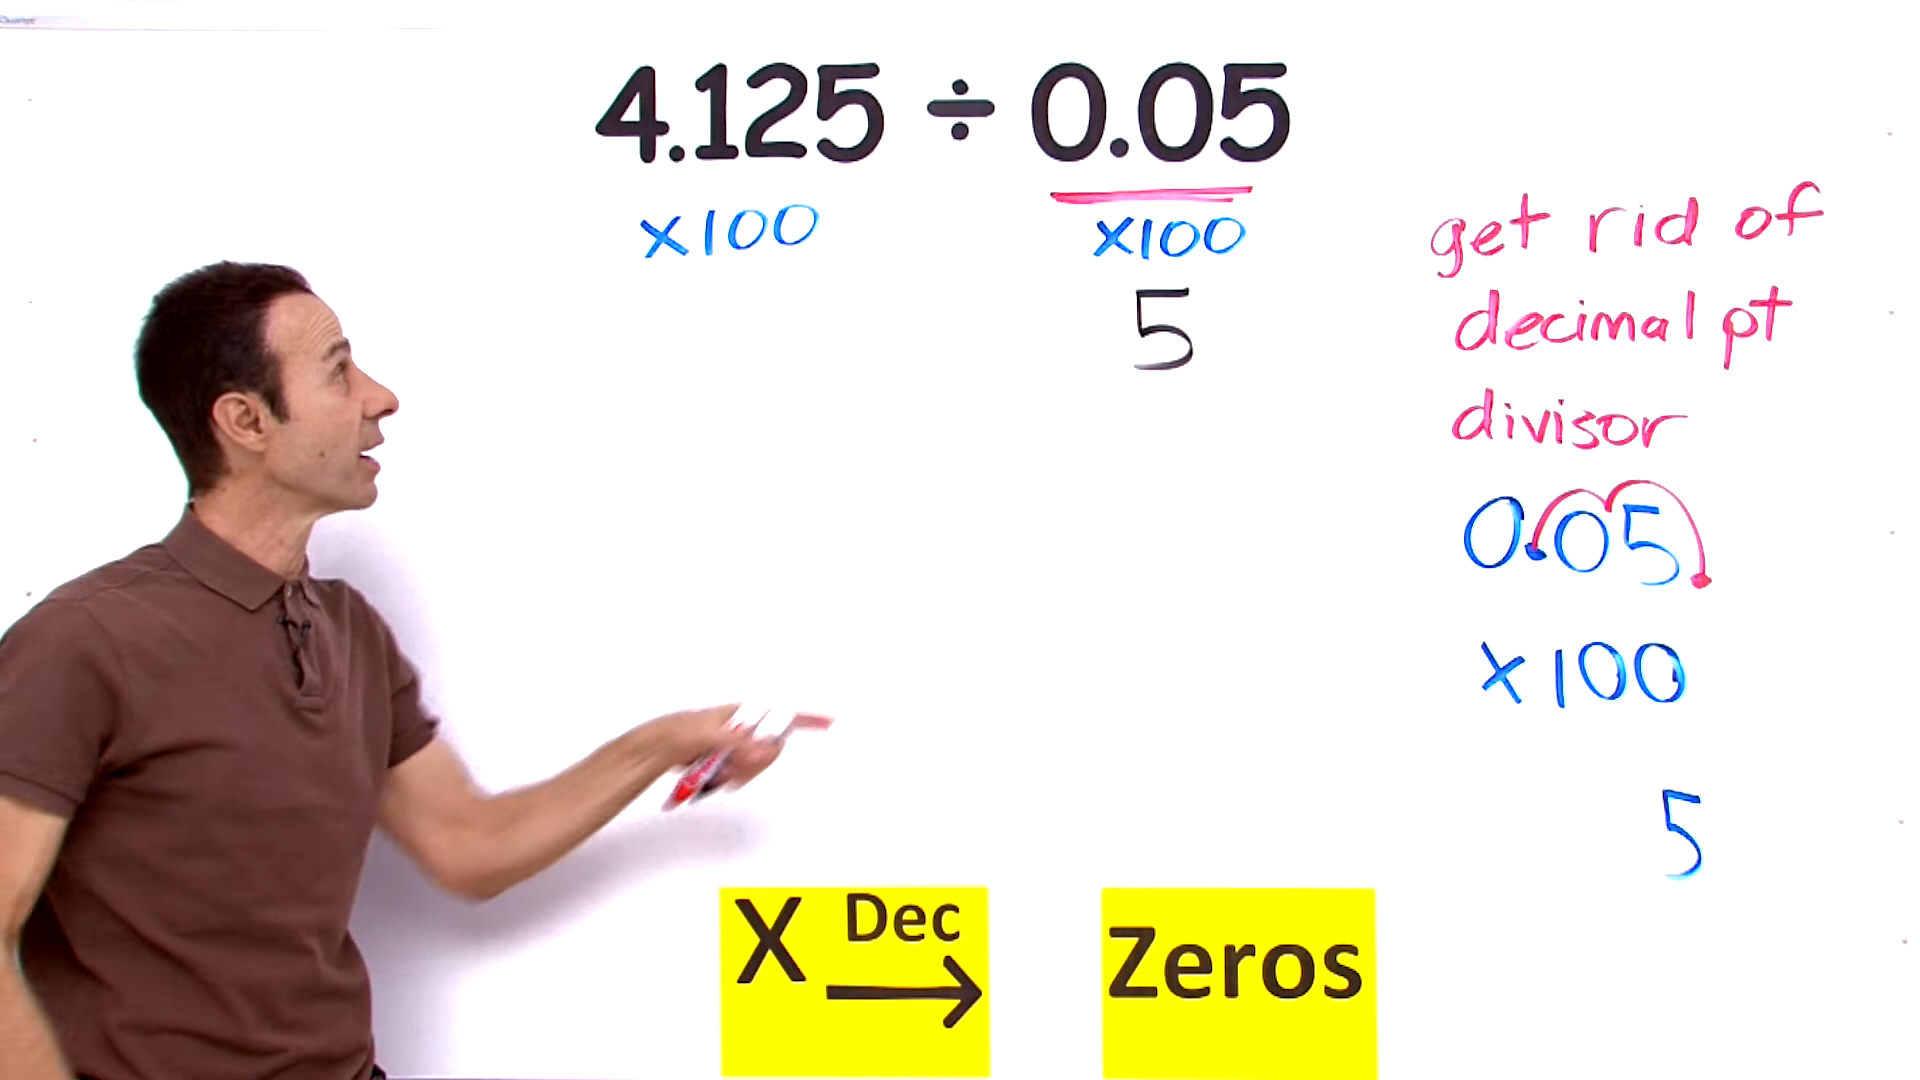 4.125 ÷ 0.05
x100 x100
5
get rid of
decimal pt
divisor
0.05
x100
5
X Dec →
Zeros